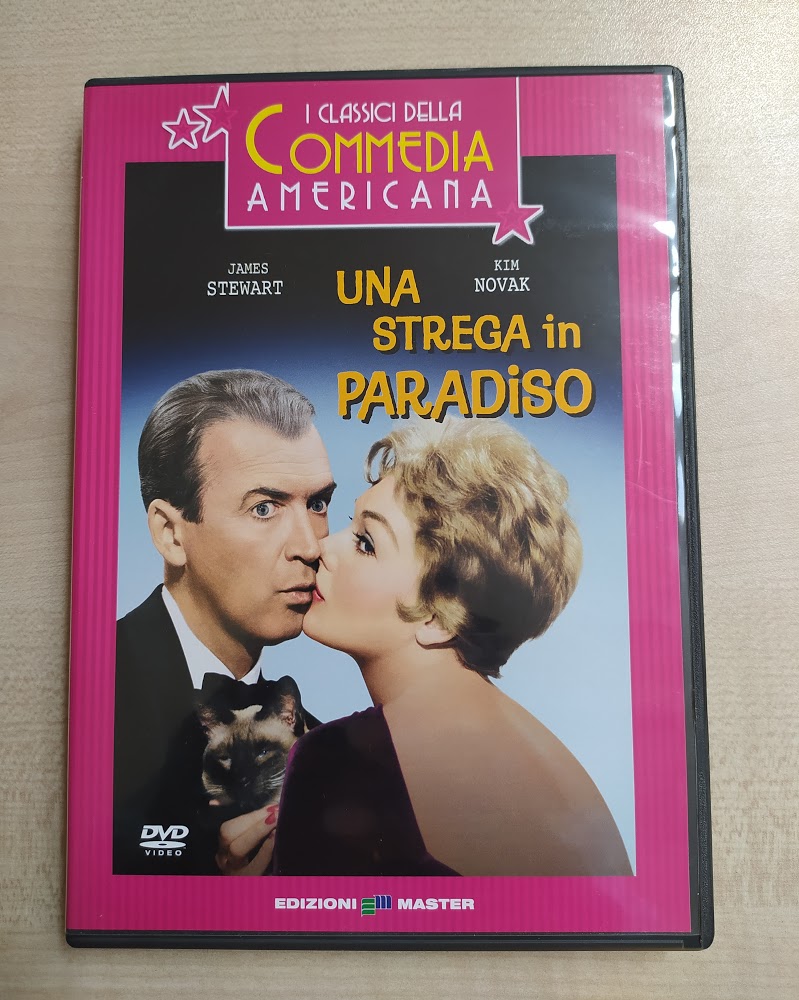 I CLASSICI DELLA
COMMEDIA
AMERICANA
JAMES
STEWART
KIM
NOVAK
UNA
STREGA in
PARADiSO
DVD
VIDEO
EDIZIONI M MASTER